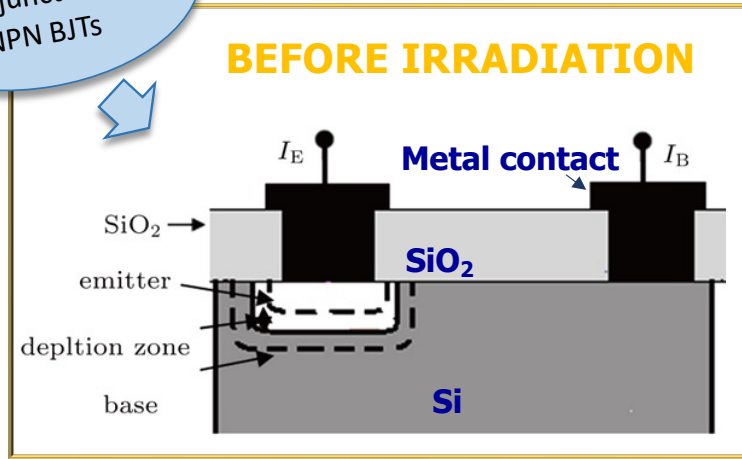 NPN BJTs
BEFORE IRRADIATION
I_E
Metal contact
I_B
SiO₂
SiO₂
emitter
depltion zone
base
Si